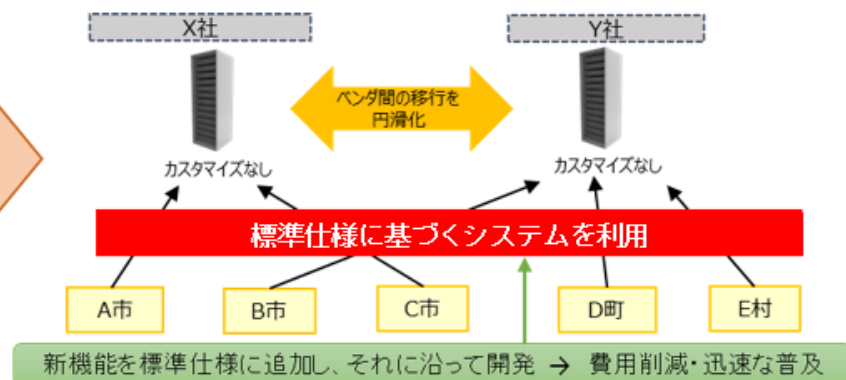 X社
Y社
ベンダ間の移行を
円滑化
カスタマイズなし
カスタマイズなし
標準仕様に基づくシステムを利用
A市
B市
C市
D町
E村
新機能を標準仕様に追加し、それに沿って開発 → 費用削減・迅速な普及